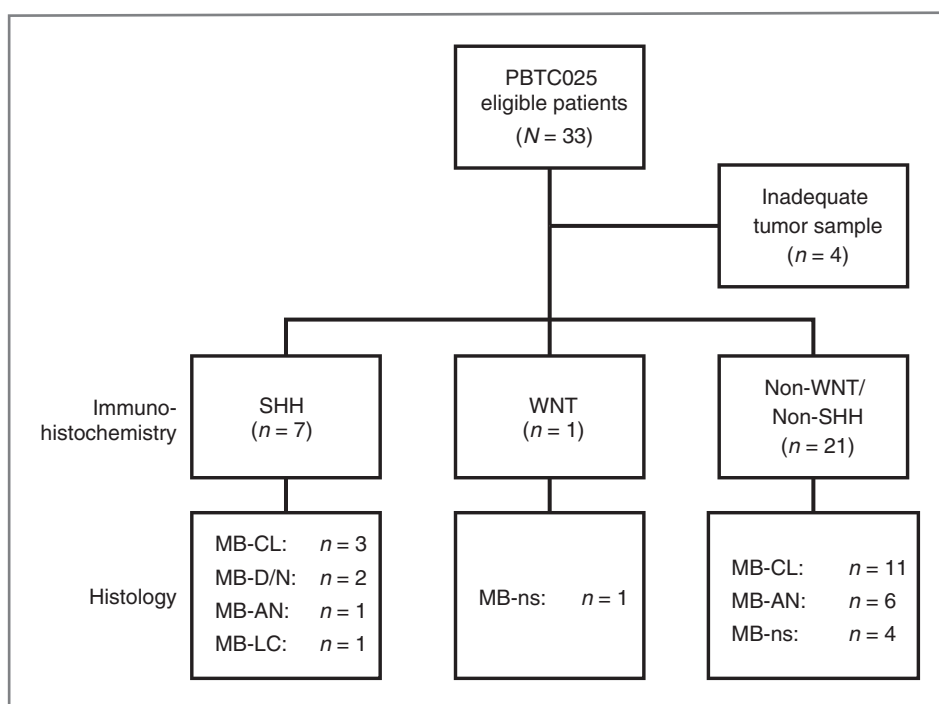 PBTC025
eligible patients
(N = 33)
Inadequate
tumor sample
(n = 4)
Immuno-
histochemistry
SHH
(n = 7)
WNT
(n = 1)
Non-WNT/
Non-SHH
(n = 21)
Histology
MB-CL: n = 3
MB-D/N: n = 2
MB-AN: n = 1
MB-LC: n = 1
MB-ns: n = 1
MB-CL: n = 11
MB-AN: n = 6
MB-ns: n = 4